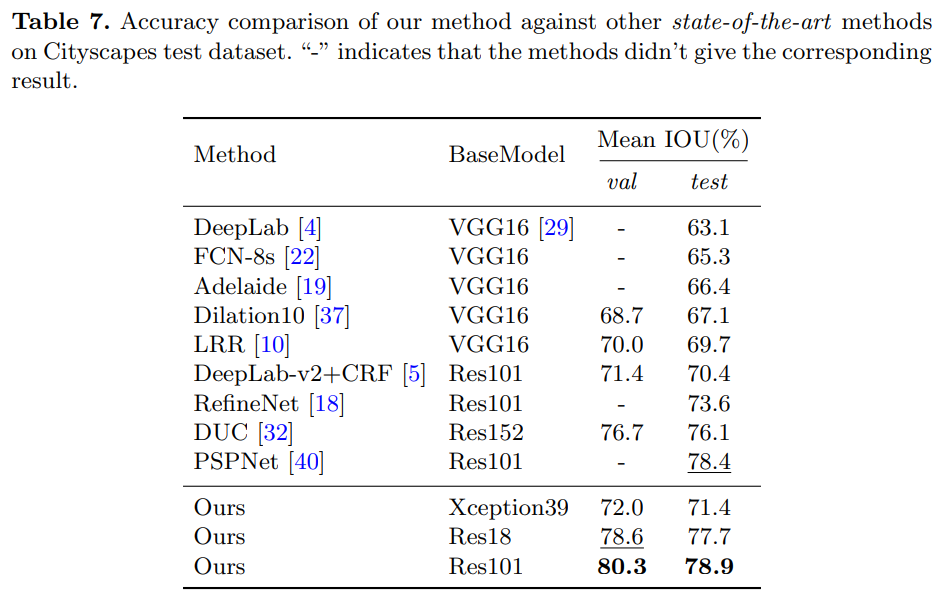 Table 7. Accuracy comparison of our method against other state-of-the-art methods
on Cityscapes test dataset. “-” indicates that the methods didn’t give the corresponding
result.
Method BaseModel Mean IOU(%)
val test
DeepLab [4] VGG16 [29] - 63.1
FCN-8s [22] VGG16 - 65.3
Adelaide [19] VGG16 - 66.4
Dilation10 [37] VGG16 68.7 67.1
LRR [10] VGG16 70.0 69.7
DeepLab-v2+CRF [5] Res101 71.4 70.4
RefineNet [18] Res101 - 73.6
DUC [32] Res152 76.7 76.1
PSPNet [40] Res101 - 78.4
Ours Xception39 72.0 71.4
Ours Res18 78.6 77.7
Ours Res101 80.3 78.9